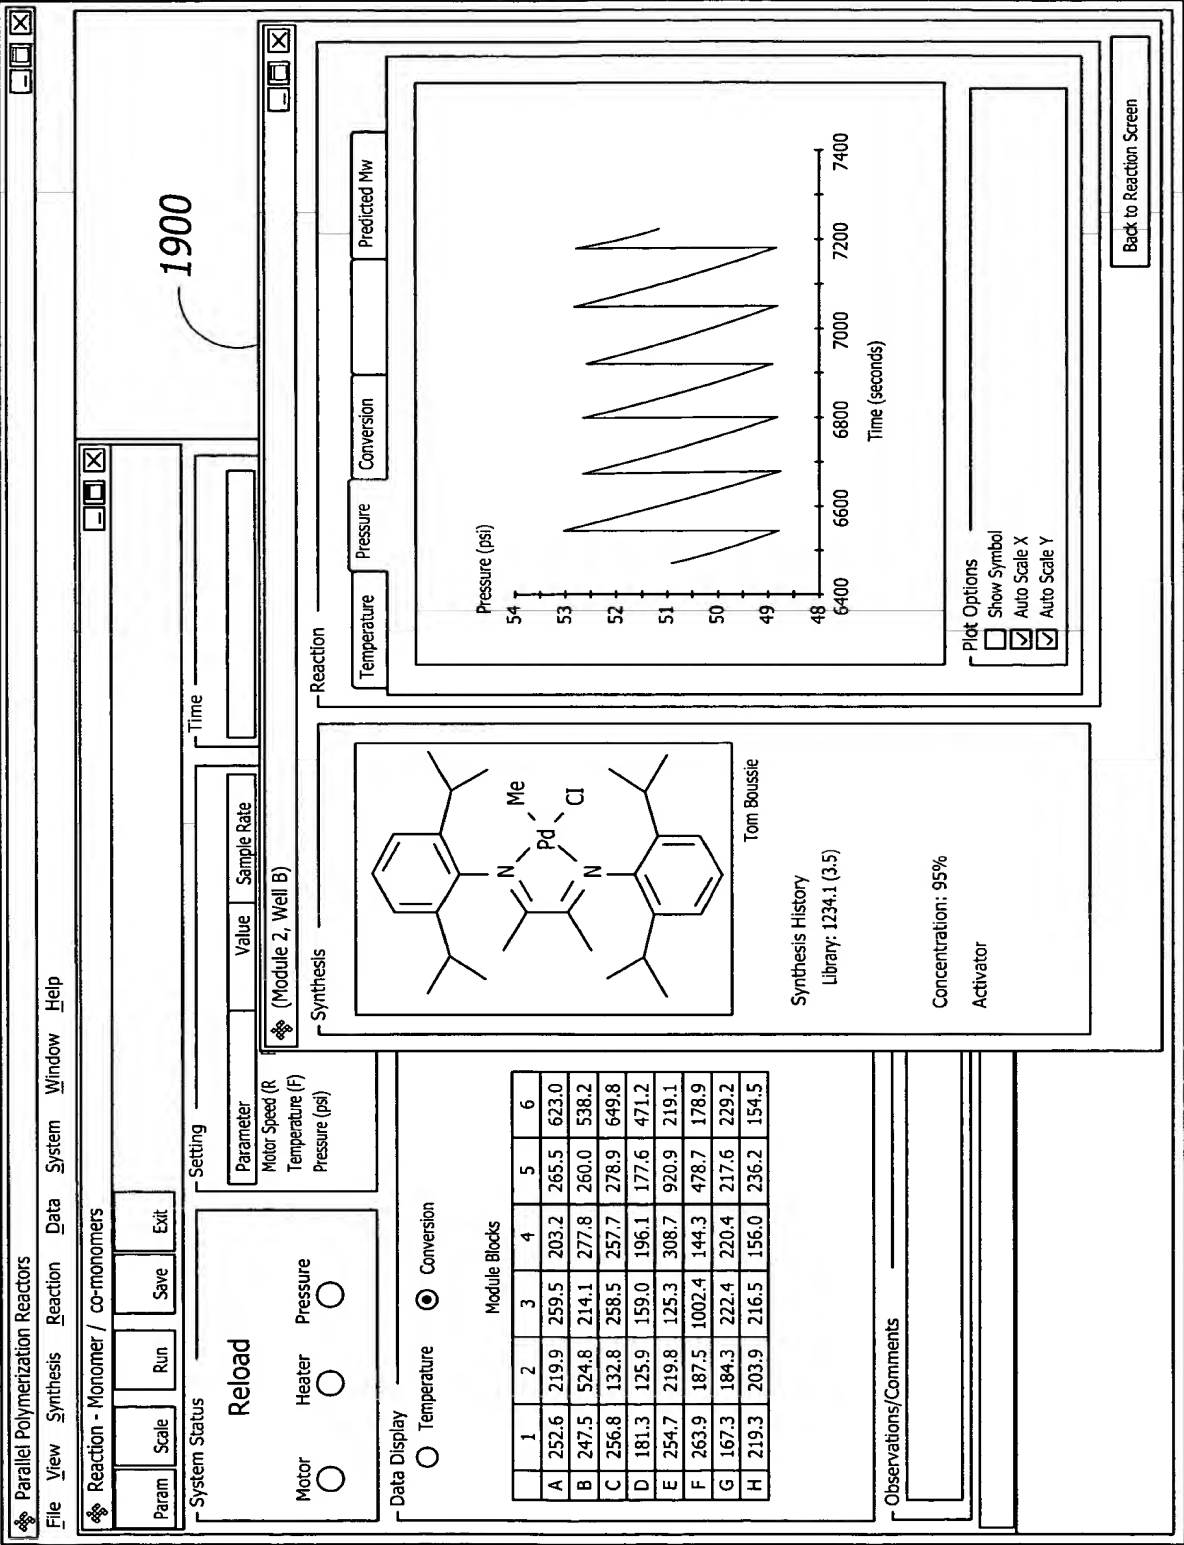 Parallel Polymerization Reactors
File View Synthesis Reaction Data System Window Help
Reaction - Monomer / co-monomers
Param Scale Run Save Exit
System Status
Reload
Motor Heater Pressure
Setting
Parameter Value Sample Rate
Motor Speed (R
Temperature (F)
Pressure (psi)
Time
1900
Data Display
Temperature Conversion
Module Blocks
1 2 3 4 5 6
A 252.6 219.9 259.5 203.2 265.5 623.0
B 247.5 524.8 214.1 277.8 260.0 538.2
C 256.8 132.8 258.5 257.7 278.9 649.8
D 181.3 125.9 159.0 196.1 177.6 471.2
E 254.7 219.8 125.3 308.7 920.9 219.1
F 263.9 187.5 1002.4 144.3 478.7 178.9
G 167.3 184.3 222.4 220.4 217.6 229.2
H 219.3 203.9 216.5 156.0 236.2 154.5
Observations/Comments
(Module 2, Well B)
Synthesis
N
N
Pd
Me
Cl
Tom Boussie
Synthesis History
Library: 1234.1 (3.5)
Concentration: 95%
Activator
Reaction
Temperature Pressure Conversion Predicted Mw
Pressure (psi)
54
53
52
51
50
49
48
6400 6600 6800 7000 7200 7400
Time (seconds)
Plot Options
Show Symbol
Auto Scale X
Auto Scale Y
Back to Reaction Screen